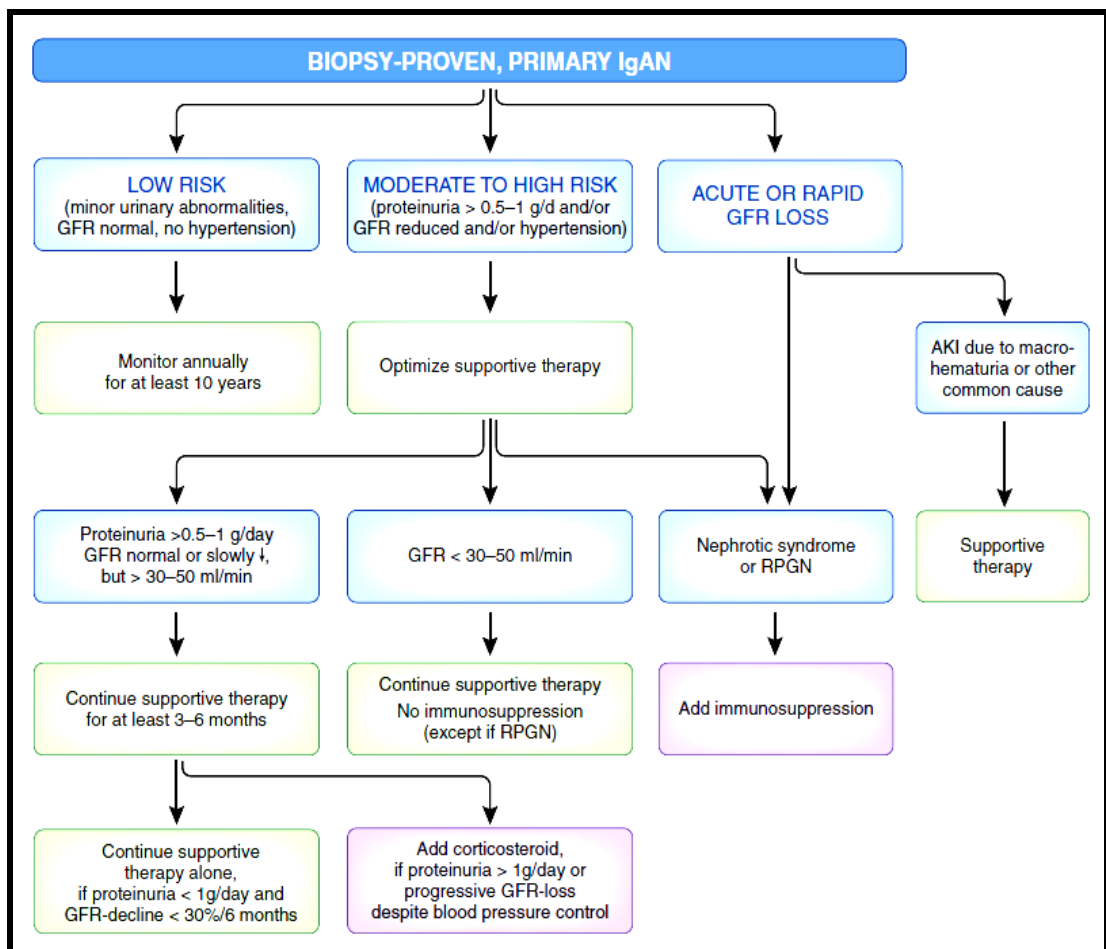 BIOPSY-PROVEN, PRIMARY IgAN
LOW RISK
(minor urinary abnormalities,
GFR normal, no hypertension)
MODERATE TO HIGH RISK
(proteinuria > 0.5–1 g/d and/or
GFR reduced and/or hypertension)
ACUTE OR RAPID
GFR LOSS
Monitor annually
for at least 10 years
Optimize supportive therapy
AKI due to macro-
hematuria or other
common cause
Proteinuria >0.5–1 g/day
GFR normal or slowly ↓,
but > 30–50 ml/min
GFR < 30–50 ml/min
Nephrotic syndrome
or RPGN
Supportive
therapy
Continue supportive therapy
for at least 3–6 months
Continue supportive therapy
No immunosuppression
(except if RPGN)
Add immunosuppression
Continue supportive
therapy alone,
if proteinuria < 1g/day and
GFR-decline < 30%/6 months
Add corticosteroid,
if proteinuria > 1g/day or
progressive GFR-loss
despite blood pressure control